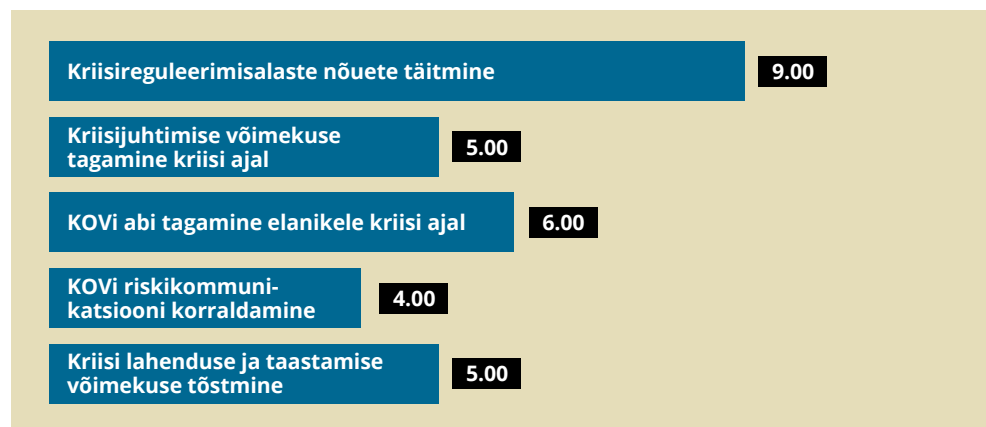 Kriisireguleerimisalaste nõuete täitmine
9.00
Kriisijuhtimise võimekuse
tagamine kriisi ajal
5.00
KOVi abi tagamine elanikele kriisi ajal
6.00
KOVi riskikommuni-
katsiooni korraldamine
4.00
Kriisi lahenduse ja taastamise
võimekuse tõstmine
5.00